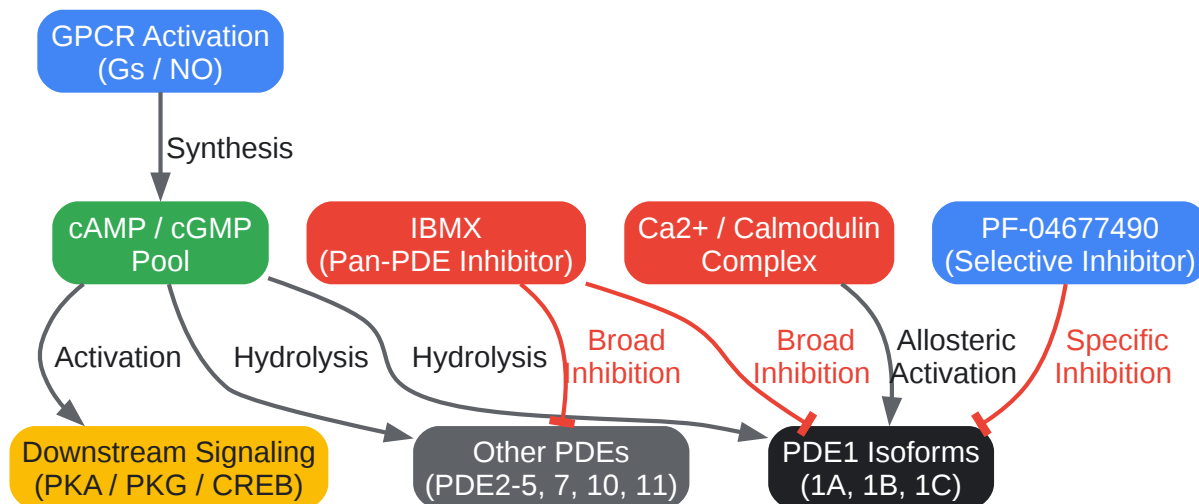 GPCR Activation
(Gs / NO)
Synthesis
cAMP / cGMP
Pool
IBMX
(Pan-PDE Inhibitor)
Ca2+ / Calmodulin
Complex
PF-04677490
(Selective Inhibitor)
Activation
Hydrolysis
Hydrolysis
Broad
Inhibition
Broad
Inhibition
Allosteric
Activation
Specific
Inhibition
Downstream Signaling
(PKA / PKG / CREB)
Other PDEs
(PDE2-5, 7, 10, 11)
PDE1 Isoforms
(1A, 1B, 1C)